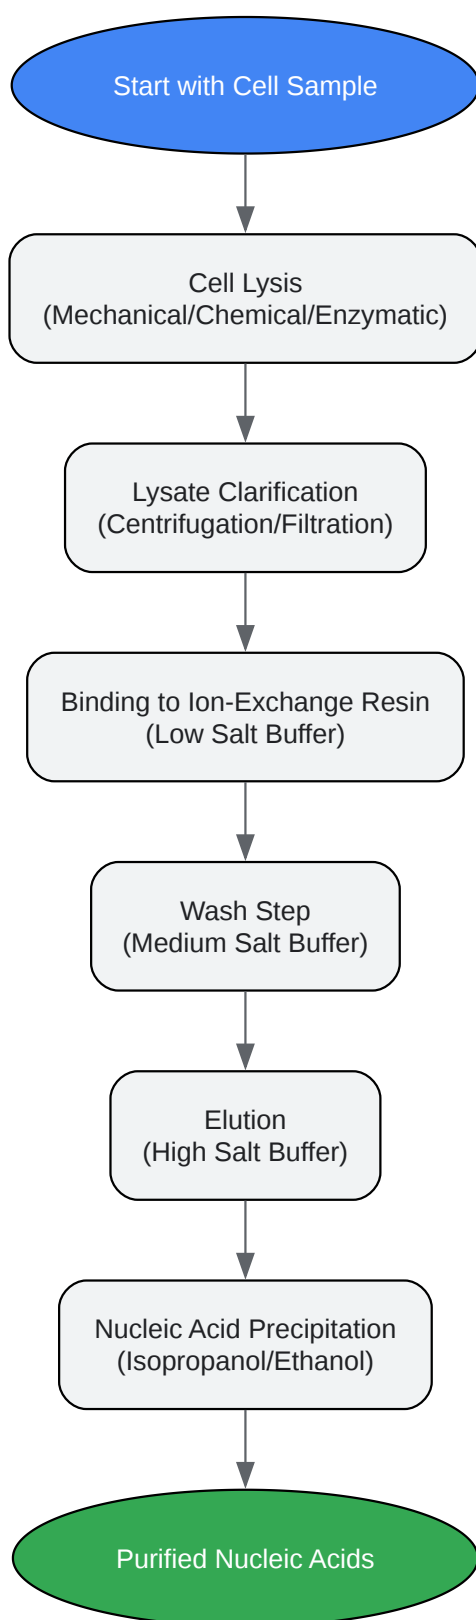 Start with Cell Sample
Cell Lysis
(Mechanical/Chemical/Enzymatic)
Lysate Clarification
(Centrifugation/Filtration)
Binding to Ion-Exchange Resin
(Low Salt Buffer)
Wash Step
(Medium Salt Buffer)
Elution
(High Salt Buffer)
Nucleic Acid Precipitation
(Isopropanol/Ethanol)
Purified Nucleic Acids